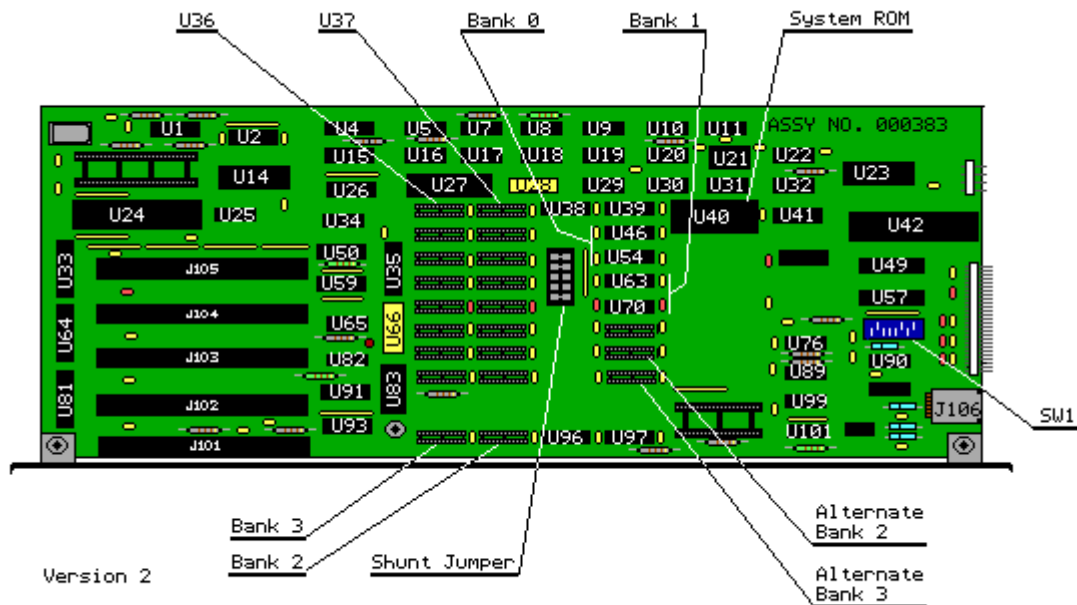 U36 U37 Bank 0 Bank 1 System ROM
ASSY NO. 000383
U1 U2 U4 U5 U7 U8 U9 U10 U11
U15 U16 U17 U18 U19 U20 U21 U22
U14 U26 U27 U28 U29 U30 U31 U32 U23
U24 U25 U34 U38 U39 U40 U41 U42
U46
U33 U50 U35 U54 U49
J105
U59 U63 U57
J104
U64 U65 U66 U70
J103
U82 U76 U90
U81 U91 U83 U89
J102
U93 U99 J106
J101
U96 U97 U101
SW1
Bank 3
Bank 2
Shunt Jumper
Alternate
Bank 2
Alternate
Bank 3
Version 2